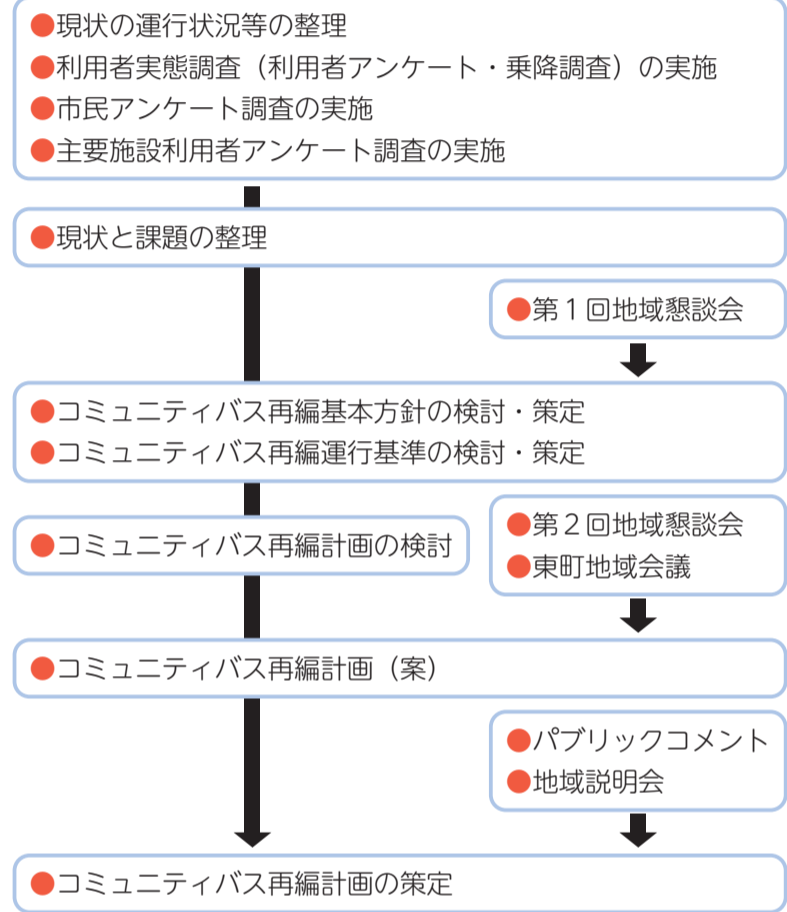 ●現状の運行状況等の整理
●利用者実態調査（利用者アンケート・乗降調査）の実施
●市民アンケート調査の実施
●主要施設利用者アンケート調査の実施
●現状と課題の整理
●第１回地域懇談会
●コミュニティバス再編基本方針の検討・策定
●コミュニティバス再編運行基準の検討・策定
●コミュニティバス再編計画の検討
●第２回地域懇談会
●東町地域会議
●コミュニティバス再編計画（案）
●パブリックコメント
●地域説明会
●コミュニティバス再編計画の策定